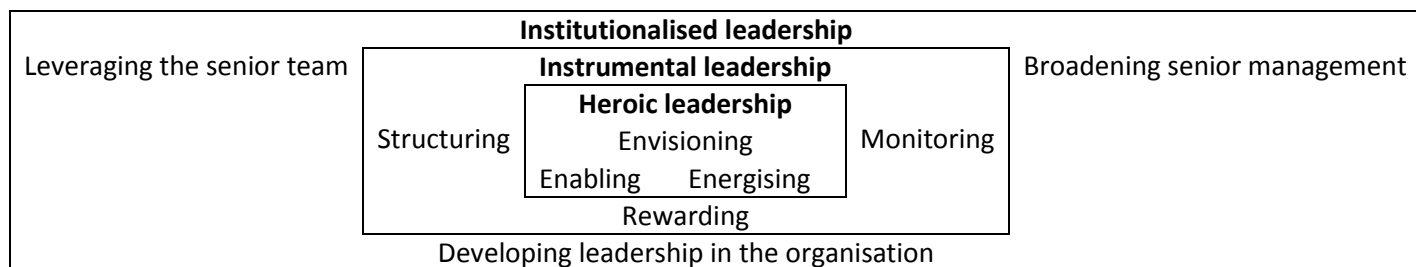 Institutionalised leadership
Leveraging the senior team
Instrumental leadership
Broadening senior management
Heroic leadership
Structuring
Envisioning
Monitoring
Enabling Energising
Rewarding
Developing leadership in the organisation